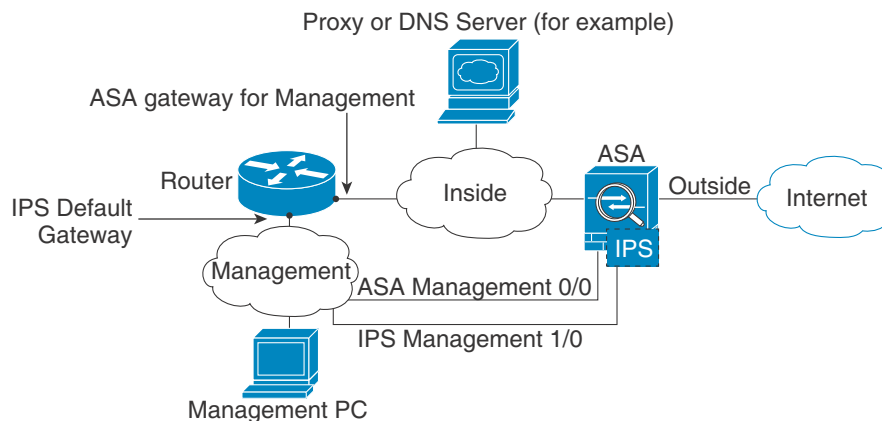 Proxy or DNS Server (for example)
ASA gateway for Management
ASA
Router
Inside
Outside
Internet
IPS Default
Gateway
IPS
Management
ASA Management 0/0
IPS Management 1/0
Management PC